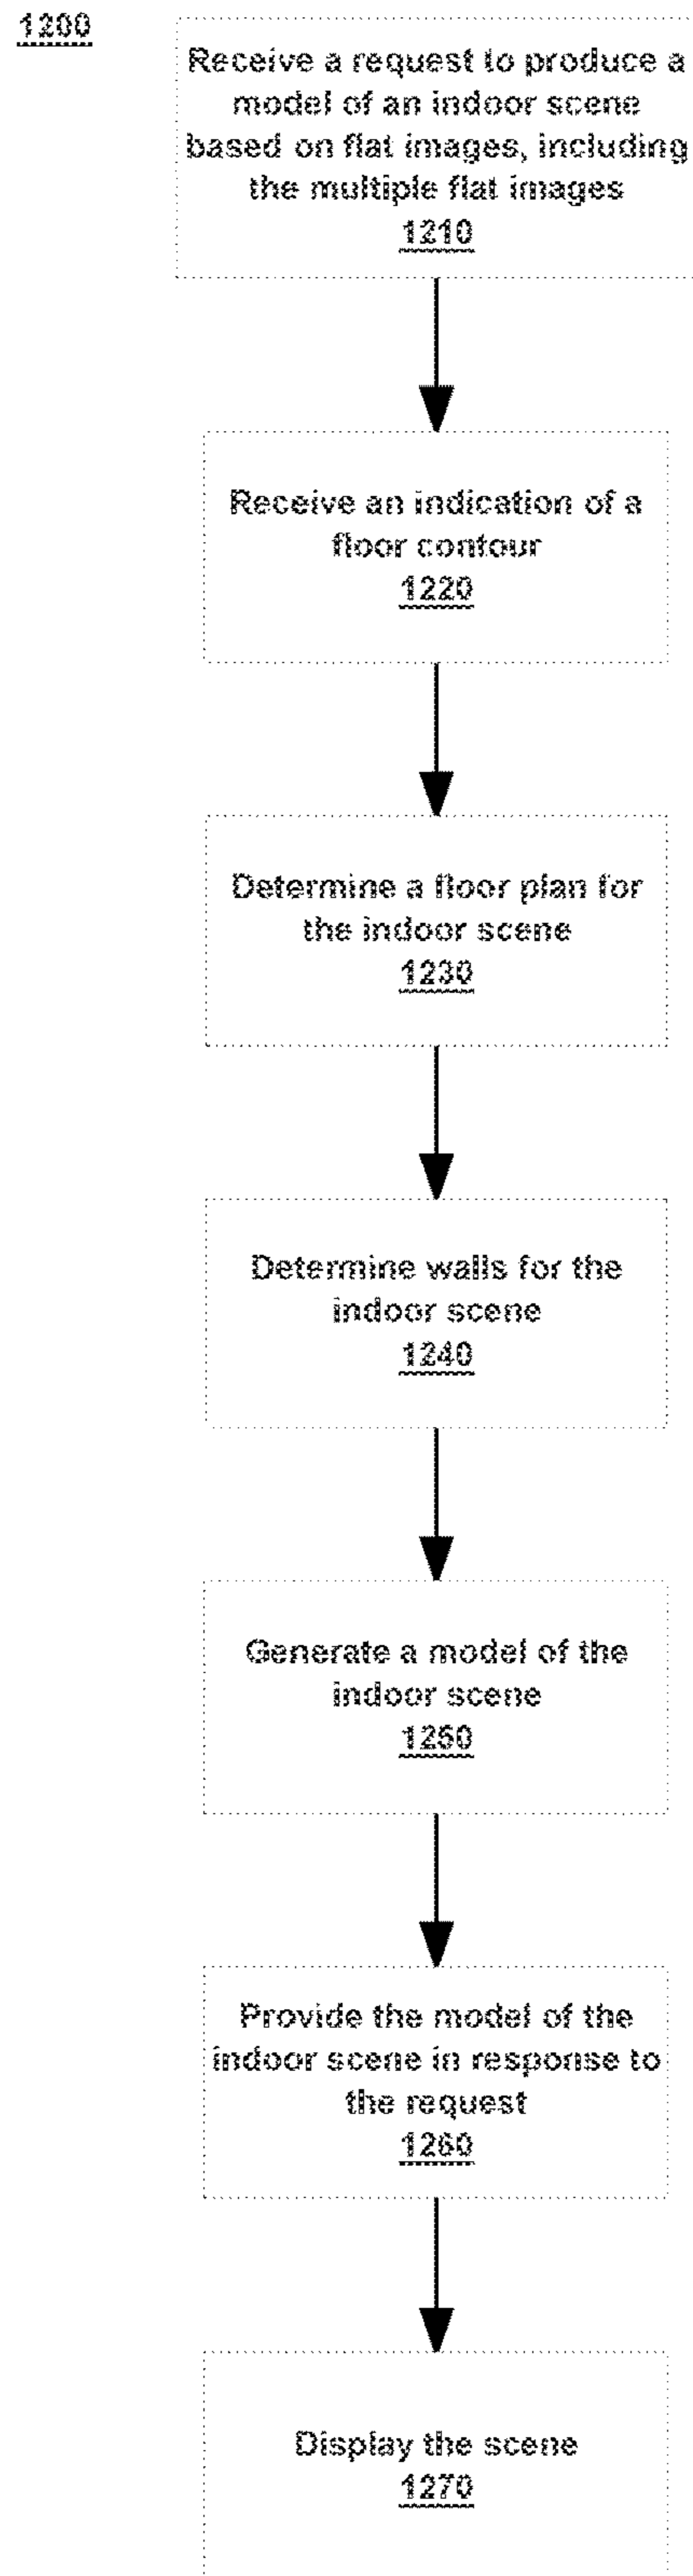 1200
Receive a request to produce a
model of an indoor scene
based on flat images, including
the multiple flat images
1210
Receive an indication of a
floor contour
1220
Determine a floor plan for
the indoor scene
1230
Determine walls for the
indoor scene
1240
Generate a model of the
indoor scene
1250
Provide the model of the
indoor scene in response to
the request
1260
Display the scene
1270